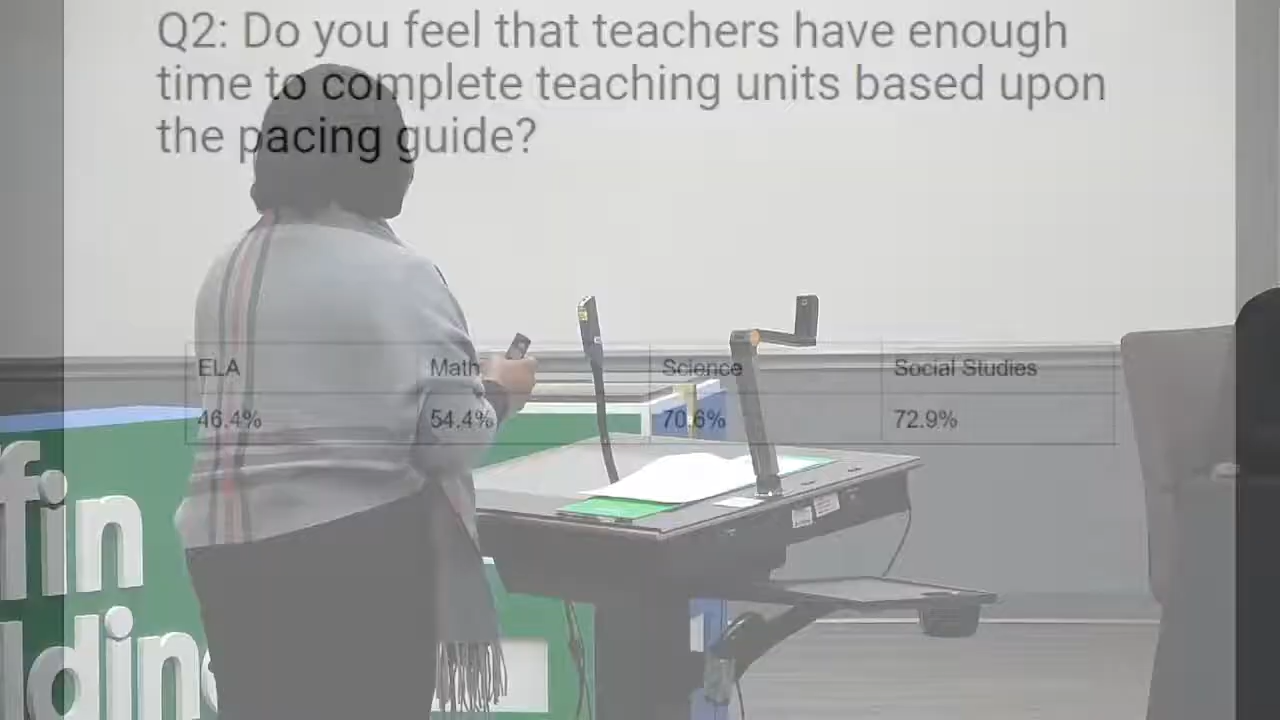 Q2: Do you feel that teachers have enough
time to complete teaching units based upon
the pacing guide?
ELA Math Science Social Studies
46.4% 54.4% 70.6% 72.9%
fin
ldin